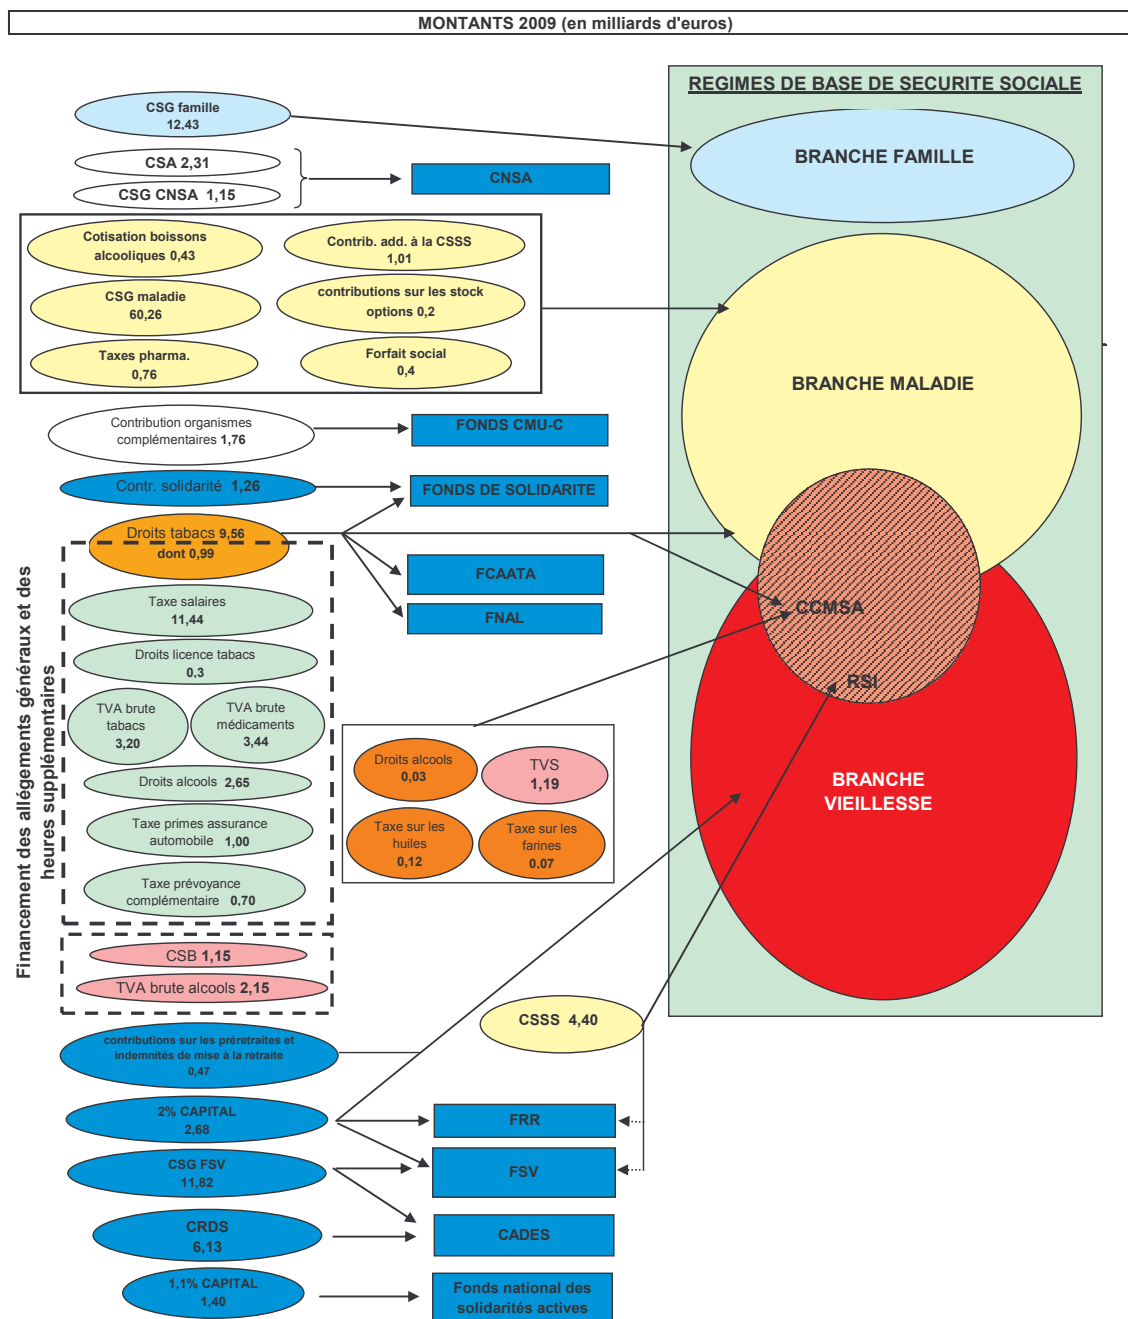 MONTANTS 2009 (en milliards d'euros)
REGIMES DE BASE DE SECURITE SOCIALE
CSG famille
12,43
BRANCHE FAMILLE
CSA 2,31
CSG CNSA 1,15
CNSA
Cotisation boissons
alcooliques 0,43
Contrib. add. à la CSSS
1,01
CSG maladie
60,26
contributions sur les stock
options 0,2
Taxes pharma.
0,76
Forfait social
0,4
BRANCHE MALADIE
Contribution organismes
complémentaires 1,76
FONDS CMU-C
Contr. solidarité 1,26
FONDS DE SOLIDARITE
Droits tabacs 9,56
dont 0,99
FCAATA
FNAL
CCMSA
RSI
Financement des allégements généraux et des
heures supplémentaires
Taxe salaires
11,44
Droits licence tabacs
0.3
TVA brute
tabacs
3,20
TVA brute
médicaments
3,44
Droits alcools 2,65
Taxe primes assurance
automobile 1,00
Taxe prévoyance
complémentaire 0,70
Droits alcools
0,03
TVS
1,19
Taxe sur les
huiles
0,12
Taxe sur les
farines
0,07
BRANCHE
VIEILLESSE
CSB 1,15
TVA brute alcools 2,15
CSSS 4,40
contributions sur les préretraites et
indemnités de mise à la retraite
0,47
2% CAPITAL
2,68
FRR
CSG FSV
11,82
FSV
CRDS
6,13
CADES
1,1% CAPITAL
1,40
Fonds national des
solidarités actives